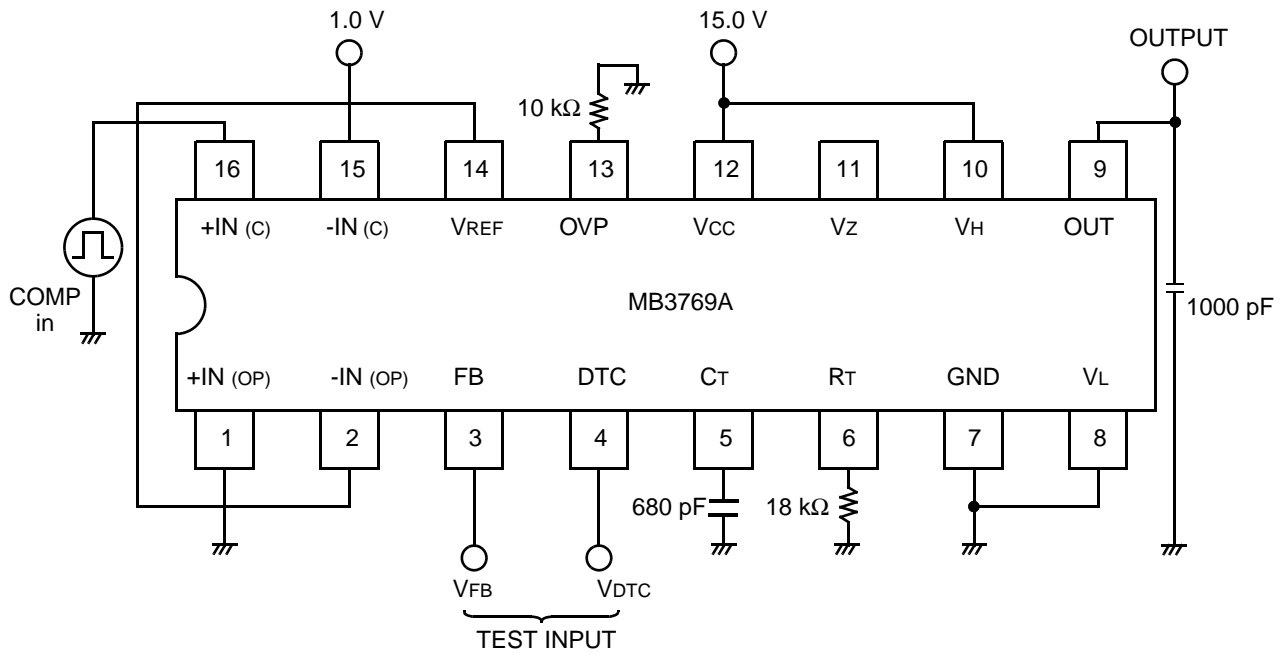 1.0 V
15.0 V
OUTPUT
10 kΩ
16 15 14 13 12 11 10 9
+IN (C) -IN (C) VREF OVP VCC VZ VH OUT
COMP
in
MB3769A
1000 pF
+IN (OP) -IN (OP) FB DTC CT RT GND VL
1 2 3 4 5 6 7 8
680 pF 18 kΩ
VFB VDTC
TEST INPUT